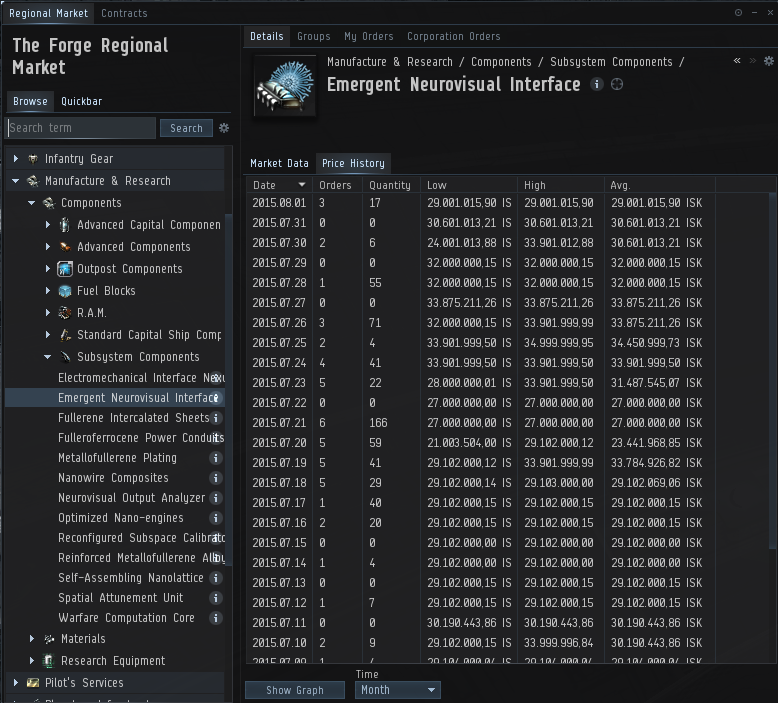 Regional Market Contracts
The Forge Regional
Market
Browse Quickbar
Search term Search
Infantry Gear
Manufacture & Research
Components
Advanced Capital Componen
Advanced Components
Outpost Components
Fuel Blocks
R.A.M.
Standard Capital Ship Comp
Subsystem Components
Electromechanical Interface Nexu
Emergent Neurovisual Interface
Fullerene Intercalated Sheets
Fulleroferrocene Power Conduits
Metallofullerene Plating
Nanowire Composites
Neurovisual Output Analyzer
Optimized Nano-engines
Reconfigured Subspace Calibrato
Reinforced Metallofullerene Alloy
Self-Assembling Nanolattice
Spatial Attunement Unit
Warfare Computation Core
Materials
Research Equipment
Pilot's Services
Details Groups My Orders Corporation Orders
Manufacture & Research / Components / Subsystem Components /
Emergent Neurovisual Interface
Market Data Price History
Date Orders Quantity Low High Avg.
2015.08.01 3 17 29.001.015,90 IS 29.001.015,90 29.001.015,90 ISK
2015.07.31 0 0 30.601.013,21 IS 30.601.013,21 30.601.013,21 ISK
2015.07.30 2 6 24.001.013,88 IS 33.901.012,88 30.601.013,21 ISK
2015.07.29 0 0 32.000.000,15 IS 32.000.000,15 32.000.000,15 ISK
2015.07.28 1 55 32.000.000,15 IS 32.000.000,15 32.000.000,15 ISK
2015.07.27 0 0 33.875.211,26 IS 33.875.211,26 33.875.211,26 ISK
2015.07.26 3 71 32.000.000,15 IS 33.901.999,99 33.875.211,26 ISK
2015.07.25 2 4 33.901.999,50 IS 34.999.999,95 34.450.999,73 ISK
2015.07.24 4 41 33.901.999,50 IS 33.901.999,50 33.901.999,50 ISK
2015.07.23 5 22 28.000.000,01 IS 33.901.999,50 31.487.545,07 ISK
2015.07.22 0 0 27.000.000,00 IS 27.000.000,00 27.000.000,00 ISK
2015.07.21 6 166 27.000.000,00 IS 27.000.000,00 27.000.000,00 ISK
2015.07.20 5 59 21.003.504,00 IS 29.102.000,12 23.441.968,85 ISK
2015.07.19 5 41 29.102.000,12 IS 33.901.999,99 33.784.926,82 ISK
2015.07.18 5 29 29.102.000,14 IS 29.103.000,00 29.102.069,06 ISK
2015.07.17 1 40 29.102.000,15 IS 29.102.000,15 29.102.000,15 ISK
2015.07.16 2 20 29.102.000,15 IS 29.102.000,15 29.102.000,15 ISK
2015.07.15 0 0 29.102.000,00 IS 29.102.000,00 29.102.000,00 ISK
2015.07.14 1 4 29.102.000,00 IS 29.102.000,00 29.102.000,00 ISK
2015.07.13 0 0 29.102.000,15 IS 29.102.000,15 29.102.000,15 ISK
2015.07.12 1 7 29.102.000,15 IS 29.102.000,15 29.102.000,15 ISK
2015.07.11 0 0 30.190.443,86 IS 30.190.443,86 30.190.443,86 ISK
2015.07.10 2 9 29.102.000,15 IS 33.999.996,84 30.190.443,86 ISK
Time
Show Graph Month